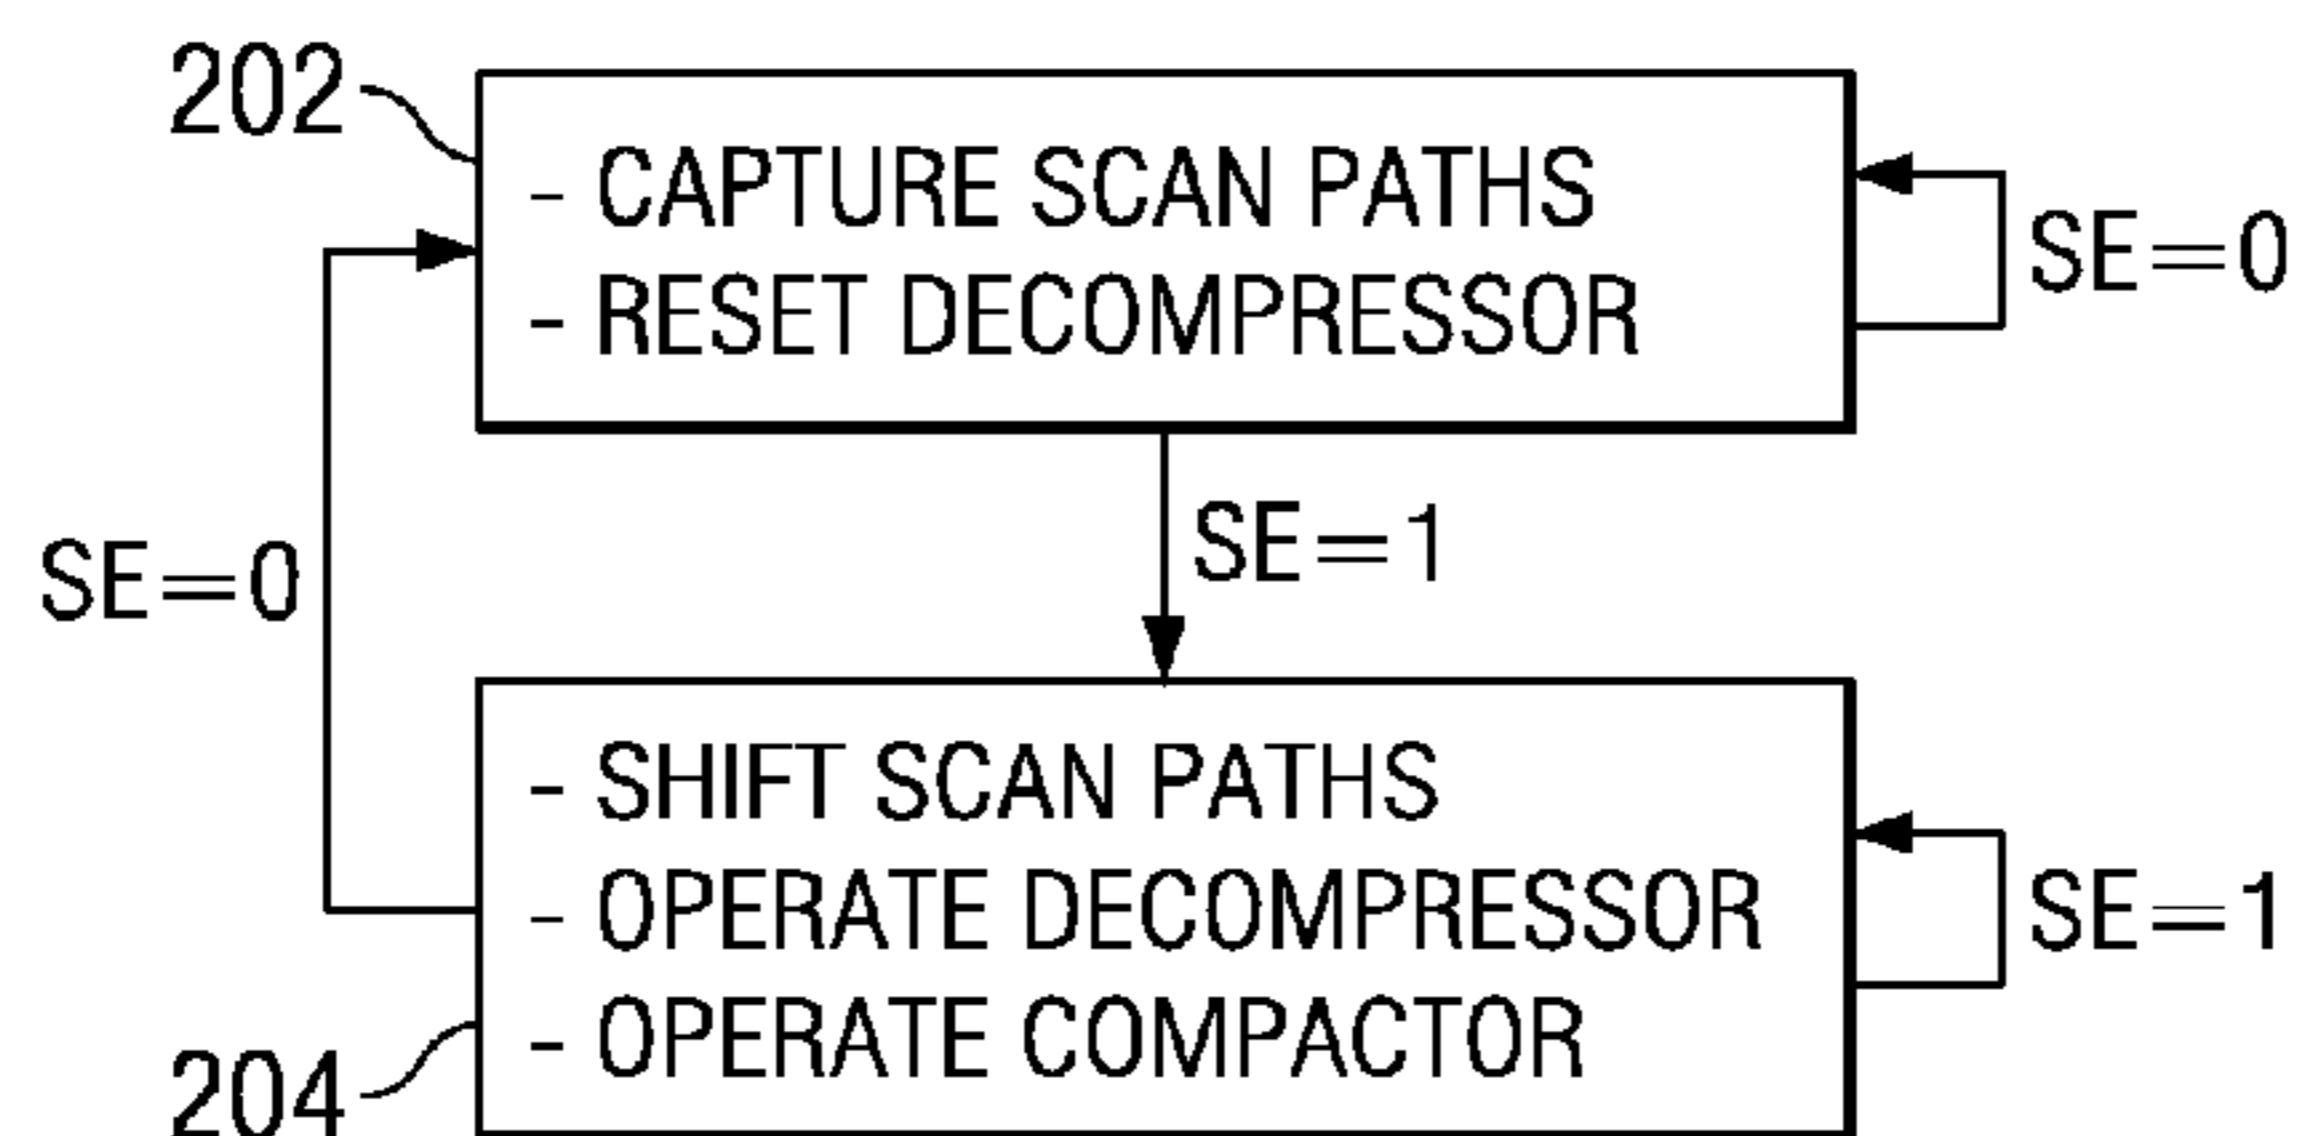 202
- CAPTURE SCAN PATHS
- RESET DECOMPRESSOR
SE=0
SE=0
SE=1
- SHIFT SCAN PATHS
- OPERATE DECOMPRESSOR
- OPERATE COMPACTOR
SE=1
204